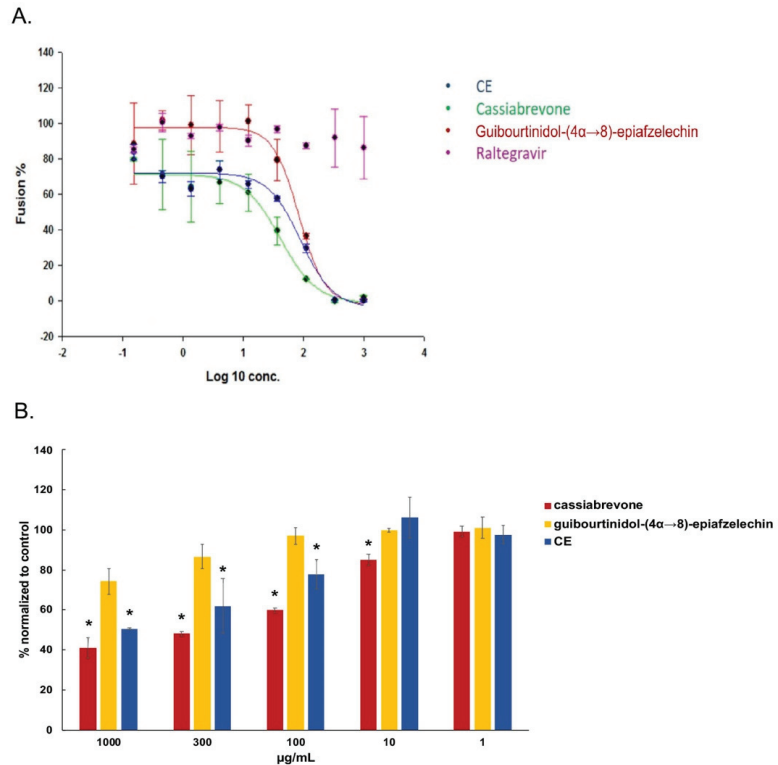 A.
140
120
100
80
60
40
20
0
-20
-2
-1
0
1
2
3
4
Fusion %
Log 10 conc.
CE
Cassiabrevone
Guibourtinidol-(4α→8)-epiafzelechin
Raltegravir
B.
140
120
100
80
60
40
20
0
% normalized to control
* * * * * * *
1000 300 100 10 1
µg/mL
cassiabrevone
guibourtinidol-(4α→8)-epiafzelechin
CE